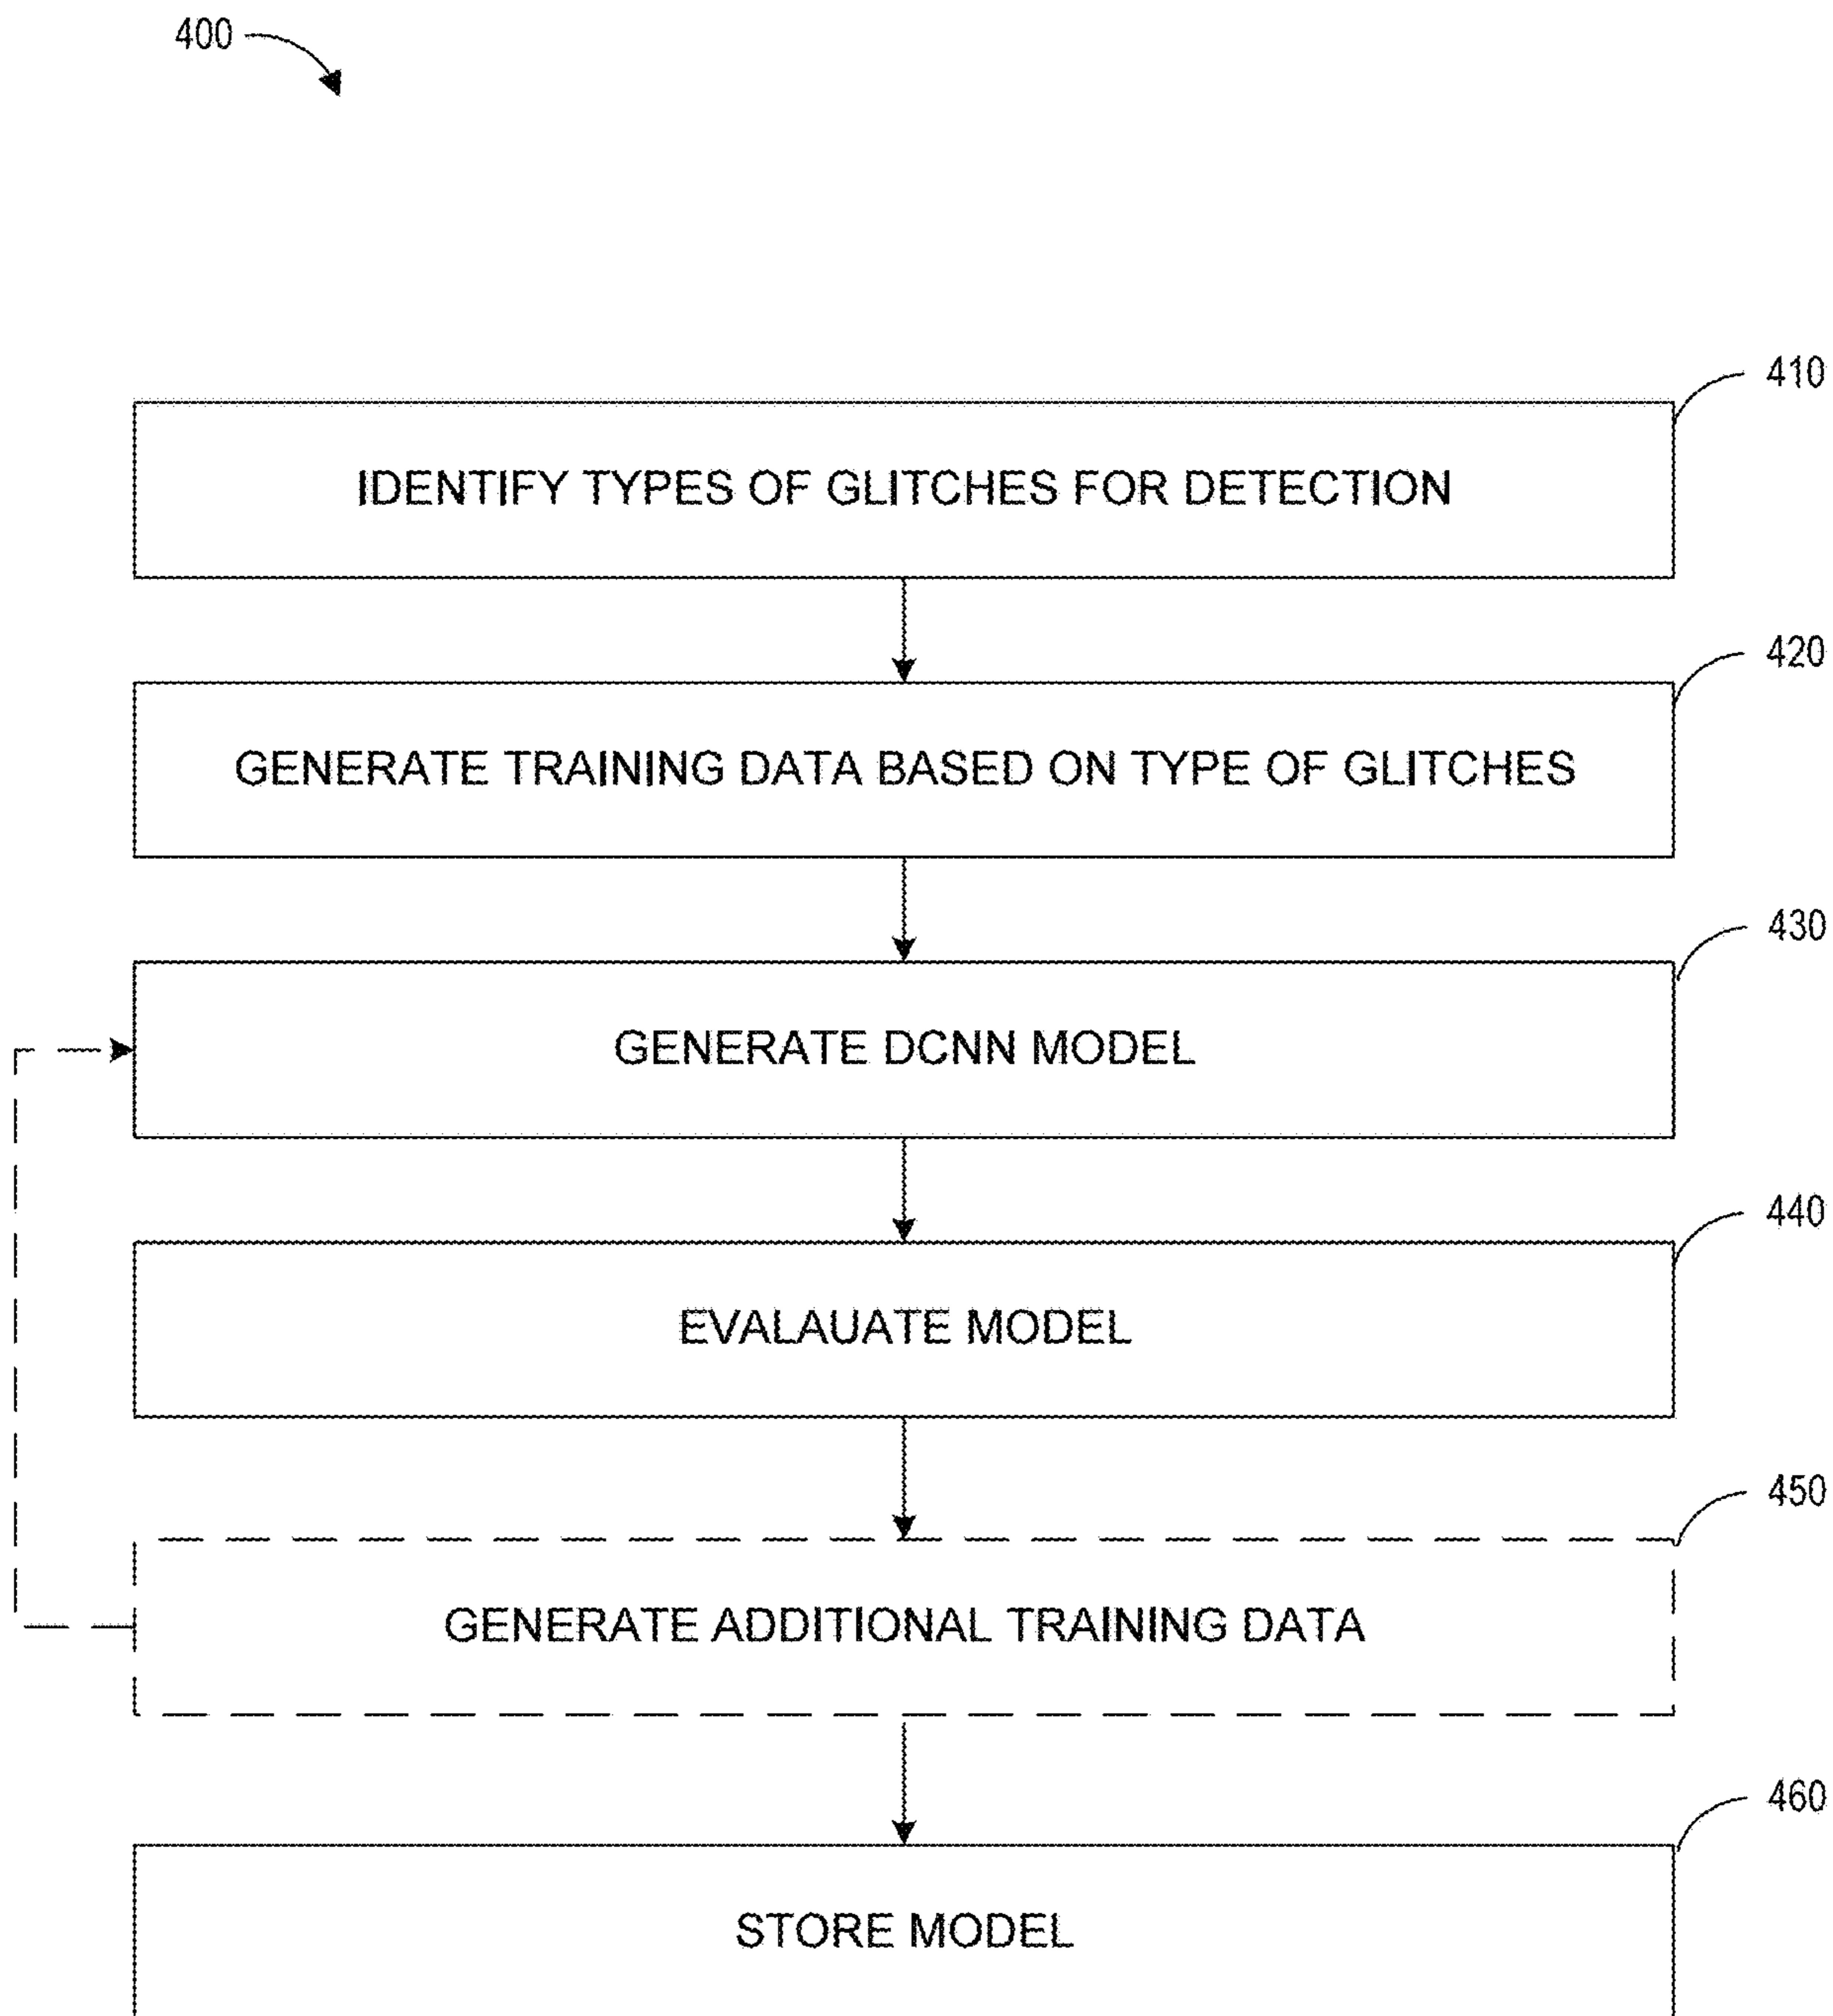 400
410
IDENTIFY TYPES OF GLITCHES FOR DETECTION
420
GENERATE TRAINING DATA BASED ON TYPE OF GLITCHES
430
GENERATE DCNN MODEL
440
EVALAUATE MODEL
450
GENERATE ADDITIONAL TRAINING DATA
460
STORE MODEL